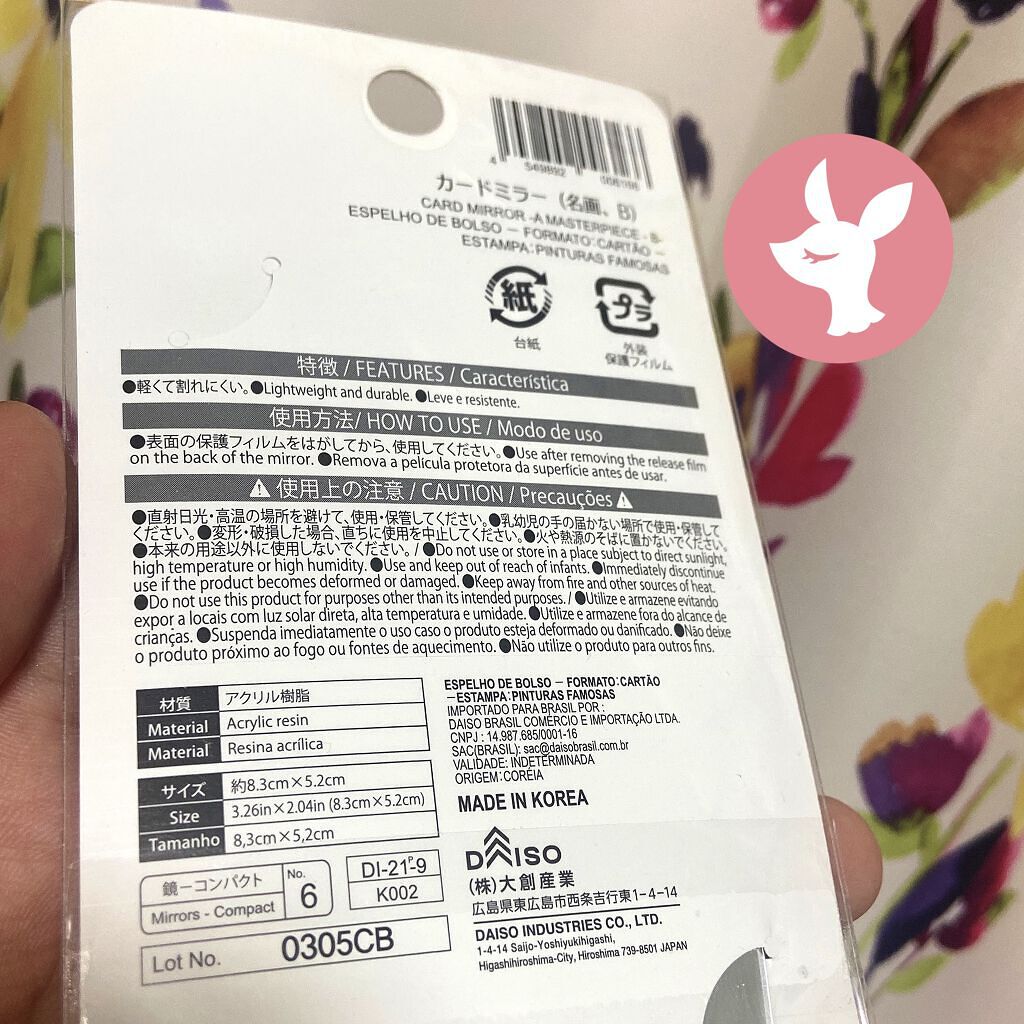 カードミラー（名画、B）
CARD MIRROR -A MASTERPIECE - B-
ESPELHO DE BOLSO － FORMATO:CARTÃO －
ESTAMPA:PINTURAS FAMOSAS
紙
台紙
プラ
外装
保護フィルム
特徴 / FEATURES / Característica
●軽くて割れにくい。●Lightweight and durable. ●Leve e resistente.
使用方法/ HOW TO USE / Modo de uso
●表面の保護フィルムをはがしてから、使用してください。●Use after removing the release film
on the back of the mirror. ●Remova a película protetora da superfície antes de usar.
⚠ 使用上の注意 / CAUTION / Precauções ⚠
●直射日光・高温の場所を避けて、使用・保管してください。●乳幼児の手の届かない場所で使用・保管して
ください。●変形・破損した場合、直ちに使用を中止してください。●火や熱源のそばに置かないでください。
●本来の用途以外に使用しないでください。/ ●Do not use or store in a place subject to direct sunlight,
high temperature or high humidity. ●Use and keep out of reach of infants. ●Immediately discontinue
use if the product becomes deformed or damaged. ●Keep away from fire and other sources of heat.
●Do not use this product for purposes other than its intended purposes. / ●Utilize e armazene evitando
expor a locais com luz solar direta, alta temperatura e umidade. ●Utilize e armazene fora do alcance de
crianças. ●Suspenda imediatamente o uso caso o produto esteja deformado ou danificado. ●Não deixe
o produto próximo ao fogo ou fontes de aquecimento. ●Não utilize o produto para outros fins.
材質 アクリル樹脂
Material Acrylic resin
Material Resina acrílica
サイズ 約8.3cm×5.2cm
Size 3.26in×2.04in (8.3cm×5.2cm)
Tamanho 8,3cm×5,2cm
鏡－コンパクト
Mirrors - Compact
No.
6
DI-21-P-9
K002
Lot No. 0305CB
ESPELHO DE BOLSO － FORMATO:CARTÃO
－ESTAMPA:PINTURAS FAMOSAS
IMPORTADO PARA BRASIL POR :
DAISO BRASIL COMÉRCIO E IMPORTAÇÃO LTDA.
CNPJ : 14.987.685/0001-16
SAC(BRASIL): sac@daisobrasil.com.br
VALIDADE: INDETERMINADA
ORIGEM:CORÉIA
MADE IN KOREA
DAISO
(株)大創産業
広島県東広島市西条吉行東1－4－14
DAISO INDUSTRIES CO., LTD.
1-4-14 Saijo-Yoshiyukihigashi,
Higashihiroshima-City, Hiroshima 739-8501 JAPAN